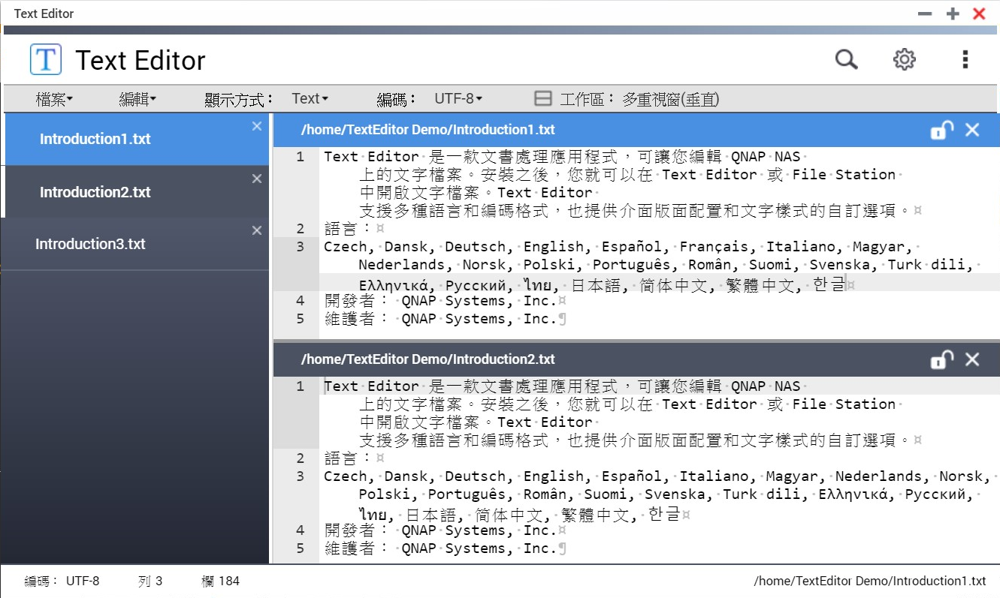 Text Editor
Text Editor
檔案 編輯 顯示方式： Text 編碼： UTF-8 工作區： 多重視窗(垂直)
Introduction1.txt
Introduction2.txt
Introduction3.txt
/home/TextEditor Demo/Introduction1.txt
1 Text·Editor·是一款文書處理應用程式，可讓您編輯·QNAP·NAS·
上的文字檔案。安裝之後，您就可以在·Text·Editor·或·File·Station·
中開啟文字檔案。Text·Editor·
支援多種語言和編碼格式，也提供介面版面配置和文字樣式的自訂選項。¤
2 語言：¤
3 Czech,·Dansk,·Deutsch,·English,·Español,·Français,·Italiano,·Magyar,·
Nederlands,·Norsk,·Polski,·Português,·Român,·Suomi,·Svenska,·Turk·dili,·
Ελληνικά,·Русский,·ไทย,·日本語,·简体中文,·繁體中文,·한글¤
4 開發者：·QNAP·Systems,·Inc.¤
5 維護者：·QNAP·Systems,·Inc.¶
/home/TextEditor Demo/Introduction2.txt
1 Text·Editor·是一款文書處理應用程式，可讓您編輯·QNAP·NAS·
上的文字檔案。安裝之後，您就可以在·Text·Editor·或·File·Station·
中開啟文字檔案。Text·Editor·
支援多種語言和編碼格式，也提供介面版面配置和文字樣式的自訂選項。¤
2 語言：¤
3 Czech,·Dansk,·Deutsch,·English,·Español,·Italiano,·Magyar,·Nederlands,·Norsk,·
Polski,·Português,·Român,·Suomi,·Svenska,·Turk·dili,·Ελληνικά,·Русский,·
ไทย,·日本語,·简体中文,·繁體中文,·한글¤
4 開發者：·QNAP·Systems,·Inc.¤
5 維護者：·QNAP·Systems,·Inc.¶
編碼： UTF-8 列 3 欄 184 /home/TextEditor Demo/Introduction1.txt